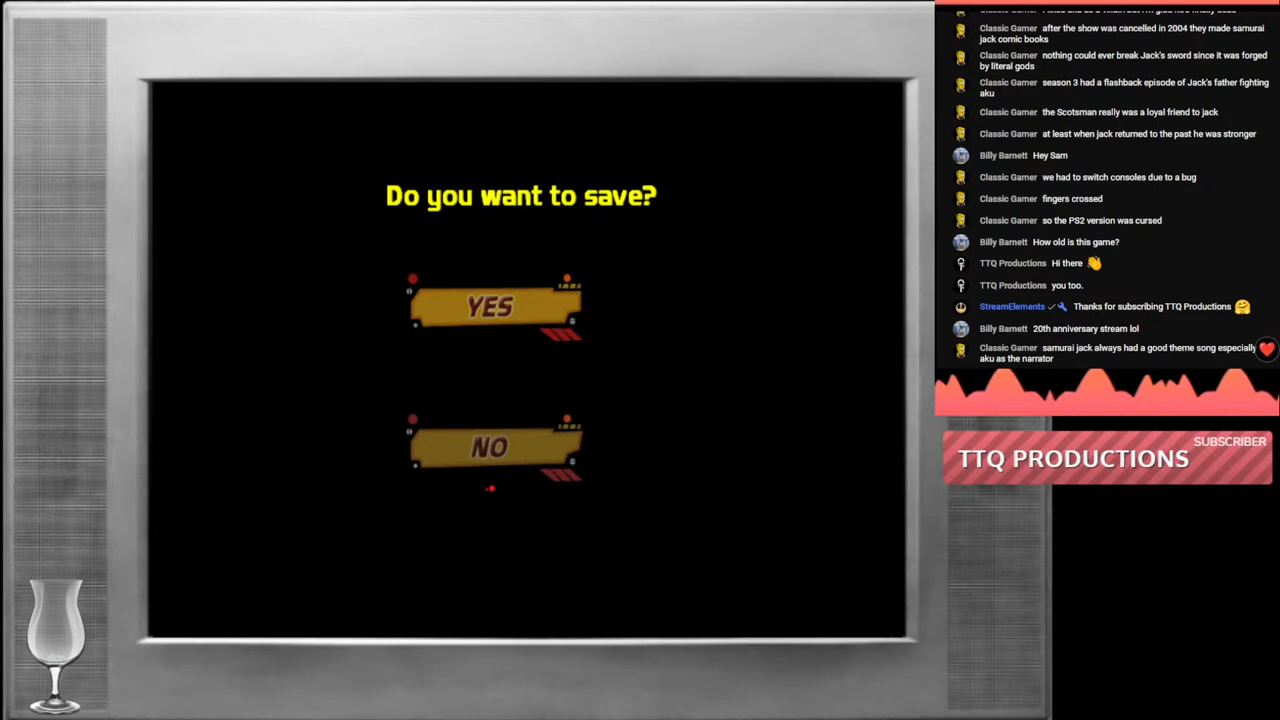 Do you want to save?
YES
NO
Classic Gamer after the show was cancelled in 2004 they made samurai
jack comic books
Classic Gamer nothing could ever break Jack's sword since it was forged
by literal gods
Classic Gamer season 3 had a flashback episode of Jack's father fighting
aku
Classic Gamer the Scotsman really was a loyal friend to jack
Classic Gamer at least when jack returned to the past he was stronger
Billy Barnett Hey Sam
Classic Gamer we had to switch consoles due to a bug
Classic Gamer fingers crossed
Classic Gamer so the PS2 version was cursed
Billy Barnett How old is this game?
TTQ Productions Hi there 👋
TTQ Productions you too.
StreamElements Thanks for subscribing TTQ Productions 🤗
Billy Barnett 20th anniversary stream lol
Classic Gamer samurai jack always had a good theme song especially
aku as the narrator
SUBSCRIBER
TTQ PRODUCTIONS